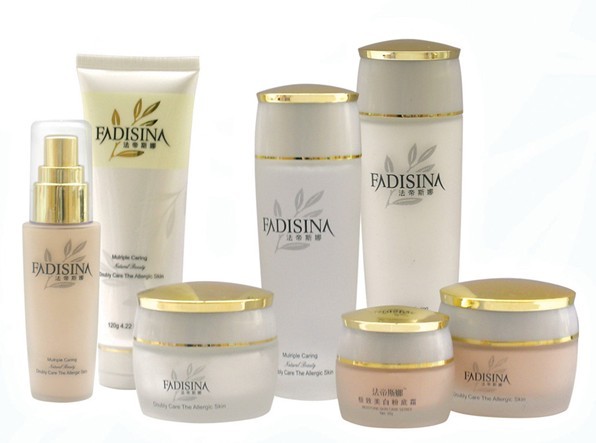 FADISINA
法帝斯娜
Multiple Caring
Natural Beauty
Doubly Care The Allergic Skin
FADISINA
法帝斯娜
Multiple Caring
Natural Beauty
Doubly Care The Allergic Skin
120g 4.22
FADISINA
法帝斯娜
Multiple Caring
Doubly Care The Allergic Skin
FADISINA
法帝斯娜
FADISINA
法帝斯娜
Doubly Care The Allergic Skin
法帝斯娜
FADISINA
Doubly Care The Allergic Skin